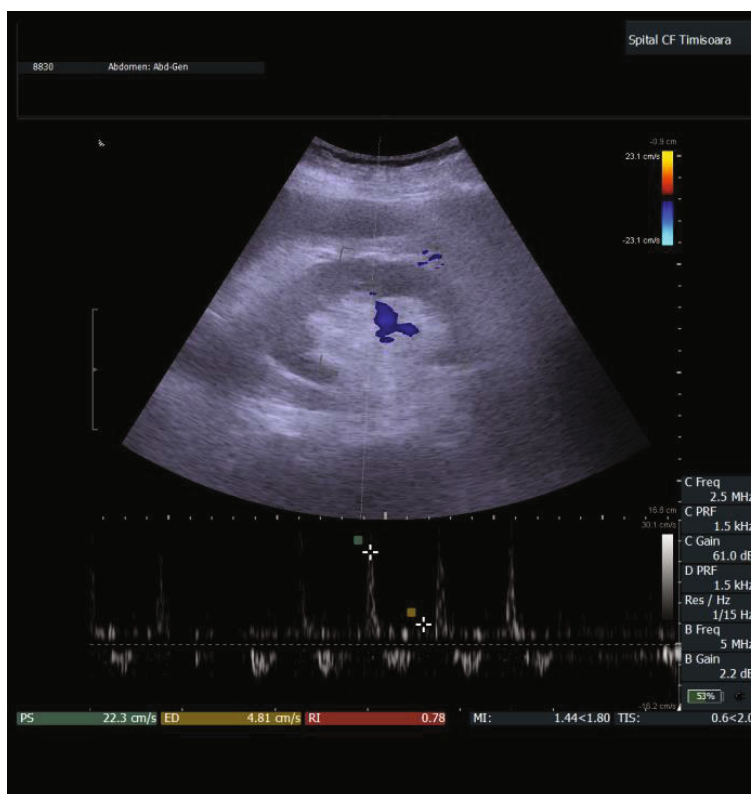 Spital CF Timisoara
8830 Abdomen: Abd-Gen
-0.9 cm
23.1 cm/s
-23.1 cm/s
C Freq
2.5 MHz
16.8 cm
30.1 cm/s
C PRF
1.5 kHz
C Gain
61.0 dB
D PRF
1.5 kHz
Res / Hz
1/15 Hz
B Freq
5 MHz
B Gain
2.2 dB
53%
-16.2 cm/s
PS 22.3 cm/s ED 4.81 cm/s RI 0.78 MI: 1.44<1.80 TIS: 0.6<2.0